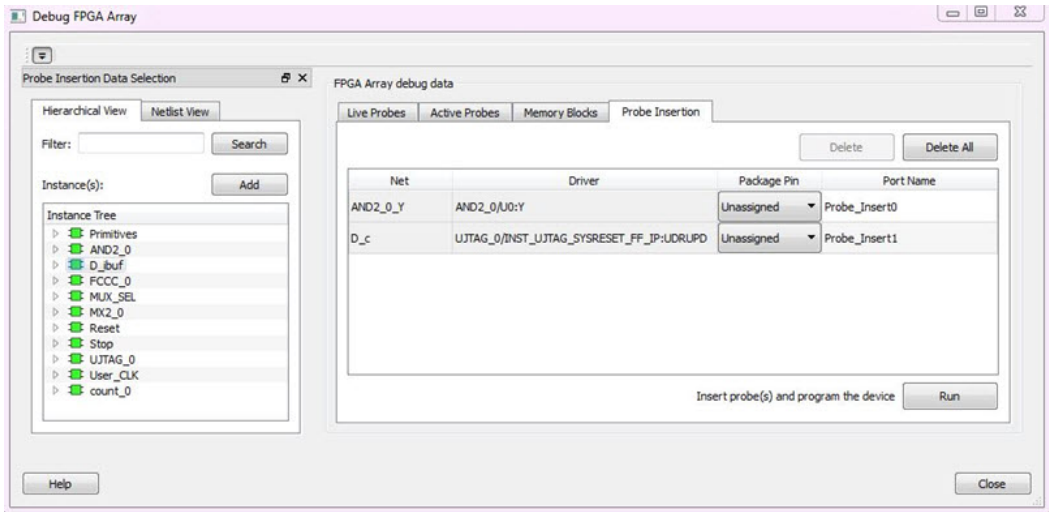 Debug FPGA Array
Probe Insertion Data Selection
Hierarchical View Netlist View
Filter: Search
Instance(s): Add
Instance Tree
Primitives
AND2_0
D_ibuf
FCCC_0
MUX_SEL
MX2_0
Reset
Stop
UJTAG_0
User_CLK
count_0
FPGA Array debug data
Live Probes Active Probes Memory Blocks Probe Insertion
Delete Delete All
Net Driver Package Pin Port Name
AND2_0_Y AND2_0/U0:Y Unassigned Probe_Insert0
D_c UJTAG_0/INST_UJTAG_SYSRESET_FF_IP:UDRUPD Unassigned Probe_Insert1
Insert probe(s) and program the device Run
Help Close